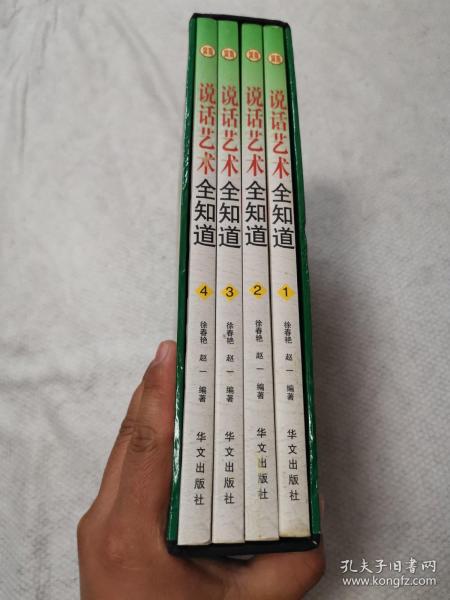 说话艺术全知道
4
徐春艳 赵一 编著
华文出版社
说话艺术全知道
3
徐春艳 赵一 编著
华文出版社
说话艺术全知道
2
徐春艳 赵一 编著
华文出版社
说话艺术全知道
1
徐春艳 赵一 编著
华文出版社
孔夫子旧书网
www.kongfz.com